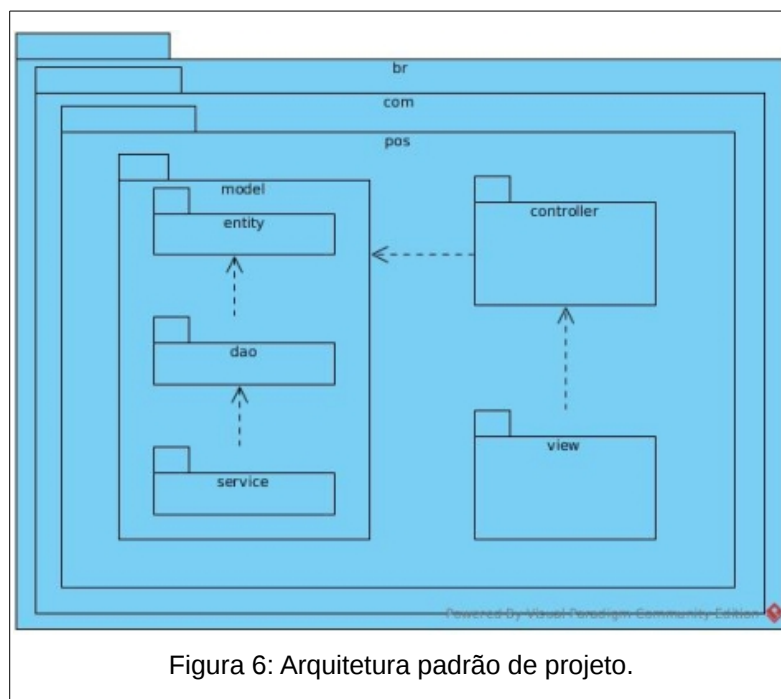 br
com
pos
model
entity
controller
dao
view
service
Powered By Visual Paradigm Community Edition
Figura 6: Arquitetura padrão de projeto.